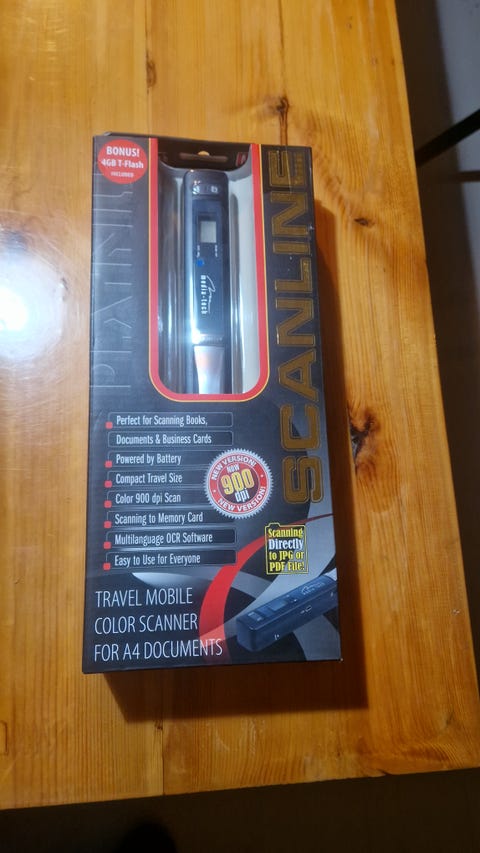 BONUS!
4GB T-Flash
INCLUDED
SCANLINE
media-tech
Perfect for Scanning Books,
Documents & Business Cards
Powered by Battery
Compact Travel Size
Color 900 dpi Scan
Scanning to Memory Card
Multilanguage OCR Software
Easy to Use for Everyone
NEW VERSION!
NOW
900
dpi
NEW VERSION!
Scanning
Directly
to JPG or
PDF File!
TRAVEL MOBILE
COLOR SCANNER
FOR A4 DOCUMENTS